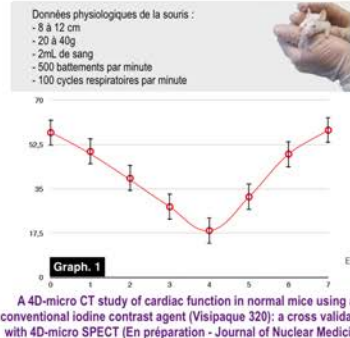 Données physiologiques de la souris :
- 8 à 12 cm
- 20 à 40g
- 2mL de sang
- 500 battements par minute
- 100 cycles respiratoires par minute
70
52,5
35
17,5
0
Graph. 1
0 1 2 3 4 5 6 7
E
A 4D-micro CT study of cardiac function in normal mice using
conventional iodine contrast agent (Visipaque 320): a cross valida
with 4D-micro SPECT (En préparation - Journal of Nuclear Medici